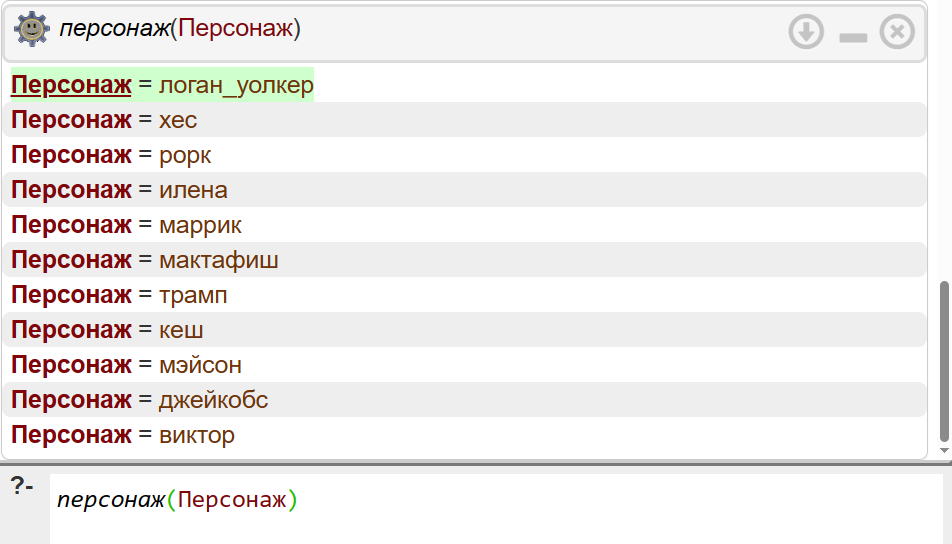 персонаж(Персонаж)
Персонаж = логан_уолкер
Персонаж = хес
Персонаж = рорк
Персонаж = илена
Персонаж = маррик
Персонаж = мактафиш
Персонаж = трамп
Персонаж = кеш
Персонаж = мэйсон
Персонаж = джейкобс
Персонаж = виктор
?- персонаж(Персонаж)